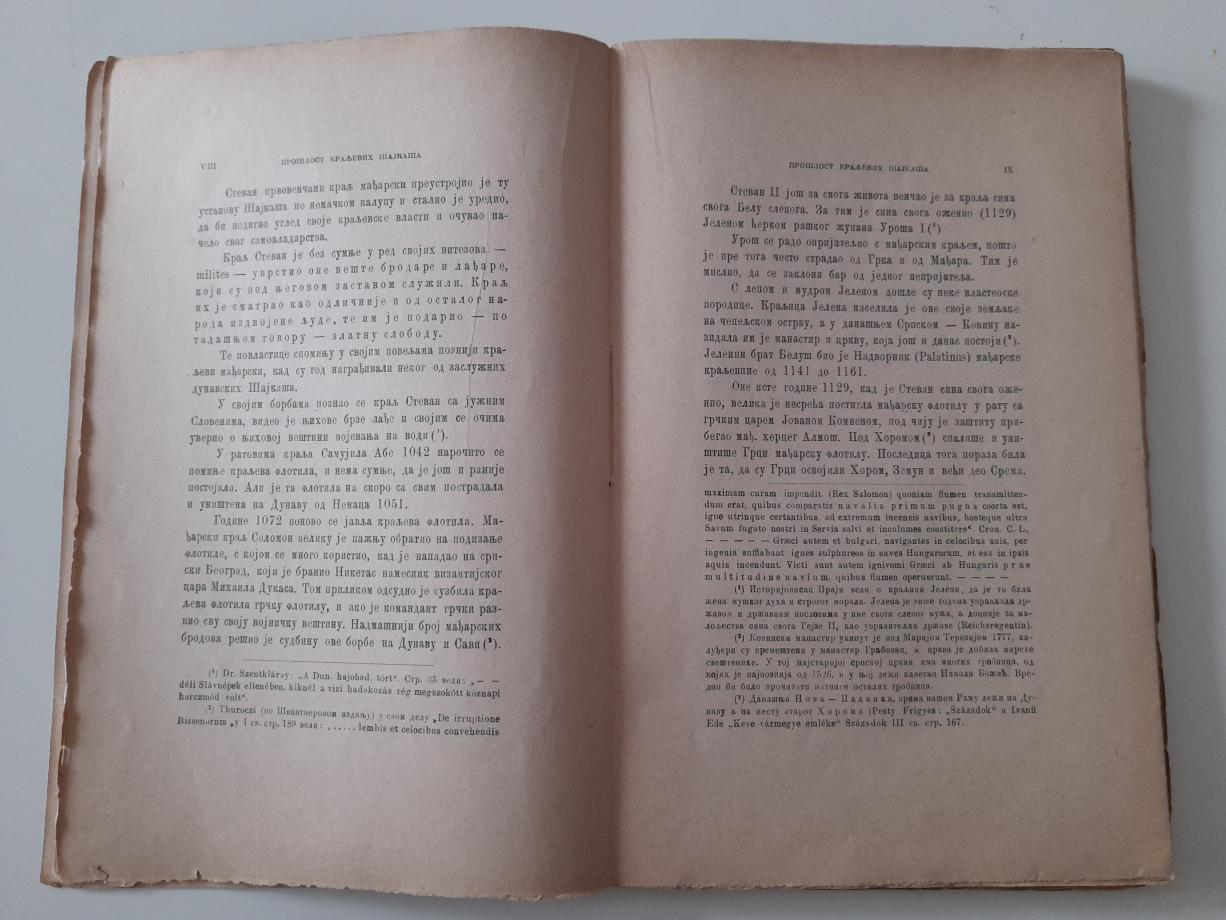 VIII
ПРОШЛОСТ КРАЉЕВИХ ШАЈКАША
Стеван првовенчани краљ мађарски преустројио је ту
установу Шајкаша по немачком калупу и стално је уредио,
да би подигао углед своје краљевске власти и очувао на-
чело свог самовладарства.
Краљ Стеван је без сумње у ред својих витезова —
milites — уврстио оне веште бродаре и лађаре,
који су под његовом заставом служили. Краљ
их је сматрао као одличније и од осталог на-
рода издвојене људе, те им је подарио — по
тадашњем говору — златну слободу.
Те повластице спомињу у својим повељама познији кра-
љеви мађарски, кад су год награђивали неког од заслужних
дунавских Шајкаша.
У својим борбама познао се краљ Стеван са јужним
Словенима, видео је њихове брзе лађе и својим се очима
уверио о њиховој вештини војевања на води(¹).
У ратовима краља Самујила Абе 1042 нарочито се
помиње краљева флотила, и нема сумње, да је још и раније
постојала. Али је та флотила на скоро са свим пострадала
и уништена на Дунаву од Немаца 1051.
Године 1072 поново се јавља краљева флотила. Ма-
ђарски краљ Соломон велику је пажњу обратио на подизање
флотиле, с којом се много користио, кад је нападао на срп-
ски Београд, који је бранио Никетас намесник византијског
цара Михаила Дукаса. Том приликом одсудно је сузбила кра-
љева флотила грчку флотилу, и ако је командант грчки раз-
вио сву своју војничку вештину. Надмашнији број мађарских
бродова решио је судбину ове борбе на Дунаву и Сави(²).
(¹) Dr. Szentkláray: „A Dun. hajohad. tört“. Стр. 35 вели: „— —
déli Slávnépek ellenében, kiknél a vizi hadakozás rég megszokött köznapi
harczmód volt“.
(²) Thuroczi (по Швантнеровом издању) у свом делу „De irruptione
Bissenorum „у I св. стр. 189 вели: „..... lembis et celocibus convehendis
ПРОШЛОСТ КРАЉЕВИХ ШАЈКАША
IX
Стеван II још за свога живота венчао је за краља сина
свога Белу слепога. За тим је сина свога оженио (1129)
Јеленом ћерком рашког жупана Уроша I(¹)
Урош се радо опријатељио с мађарским краљем, пошто
је пре тога често страдао од Грка и од Мађара. Тим је
мислио, да се заклони бар од једног непријатеља.
С лепом и мудром Јеленом дошле су неке властеоске
породице. Краљица Јелена населила је ове своје земљаке
на чепељском острву, а у данашњем Српском — Ковину на-
зидала им је манастир и цркву, која још и данас постоји(²).
Јеленин брат Белуш био је Надворник (Palatinus) мађарске
краљевине од 1141 до 1161.
Оне исте године 1129, кад је Стеван сина свога оже-
нио, велика је несрећа постигла мађарску флотилу у рату са
грчким царем Јованом Комненом, под чију је заштиту при-
бегао мађ. херцег Алмош. Под Хоромом(³) спалише и уни-
штише Грци мађарску флотилу. Последица тога пораза била
је та, да су Грци освојили Хором, Земун и већи део Срема.
maximam curam impendit. (Rex Salomon) quoniam flumen transmitten-
dum erat, quibus comparatis navalis primum pugna coorta est,
igne utrinque certantibus, ad extremum incensis navibus, hosteque ultra
Savum fugato nostri in Servia salvi et incolumes constitere“. Cron. C. L.
— — — — — Græci autem et bulgari, navigantes in celocibus suis, per
ingenia sufflabant, ignes sulphureos in naves Hungarorum, et eas in ipsis
aquis incendunt. Victi sunt autem ignivomi Græci ab Hungaris prae
multitudine navium, quibus flumen operuerunt. — — — —
(¹) Историјописац Праји вели о краљици Јелени, да је то била
жена мушког духа и строгог морала. Јелена је више година управљала др-
жавом и државним пословима у име свога слепог мужа, а доцније за ма-
лољества сина свога Гејзе II, као управитељка државе (Reichsregentin).
(²) Ковински манастир укинут је под Маријом Терезијом 1777, ка-
луђери су премештени у манастир Грабовац, а црква је добила мирске
свештенике. У тој најстаријој српској цркви има многих гробница, од
којих је најповија од 1526, и у њој лежи капетан Никола Божић. Вре-
дно би било прочитати натписе осталих гробница.
(³) Данашња Нова — Паланка, према нашем Раму лежи на Ду-
наву а на месту старог Хорома (Pesty Frigyes: „Századok“ и Ivanfi
Ede „Keve vármegye emléke“ Századok III св. стр. 167.